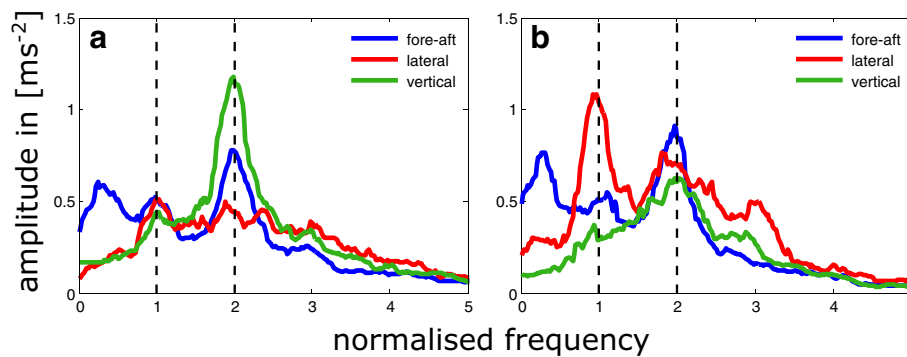 amplitude in [ms-2]
1.5
1
0.5
0
a
fore-aft
lateral
vertical
0 1 2 3 4 5
1.5
1
0.5
0
b
fore-aft
lateral
vertical
0 1 2 3 4
normalised frequency